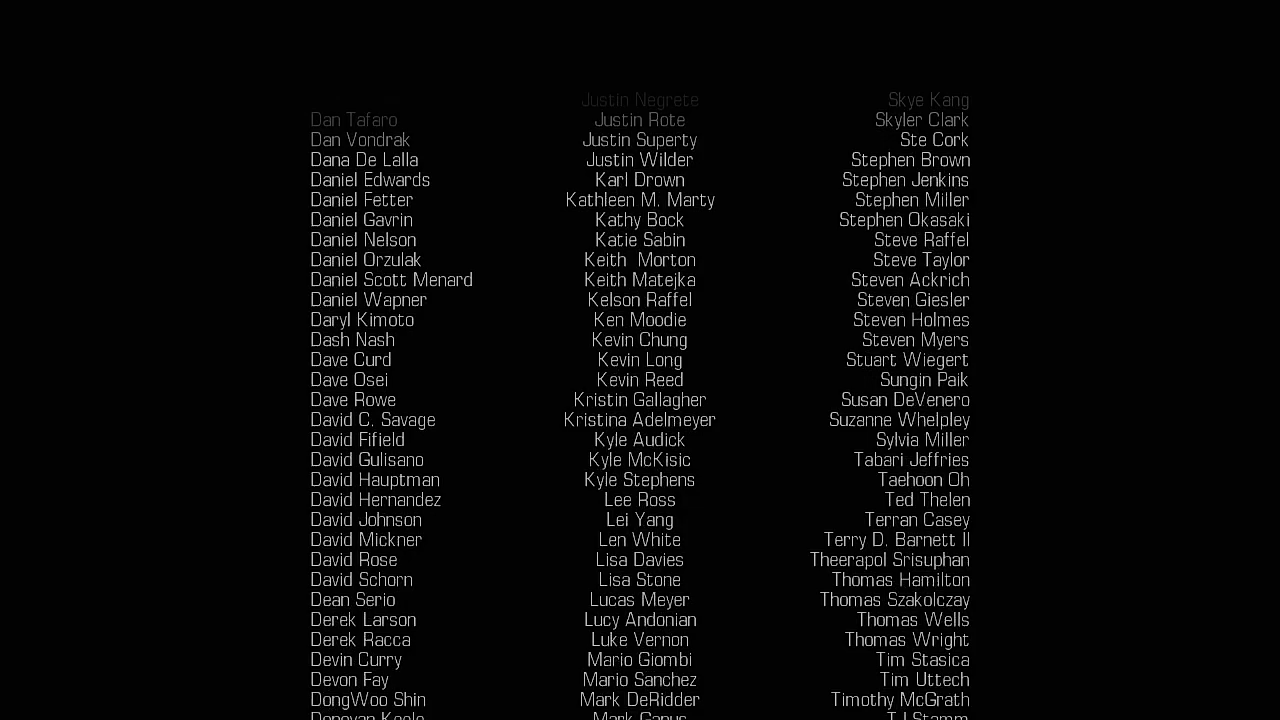 Justin Negrete Skye Kang
Dan Tafaro Justin Rote Skyler Clark
Dan Vondrak Justin Superty Ste Cork
Dana De Lalla Justin Wilder Stephen Brown
Daniel Edwards Karl Drown Stephen Jenkins
Daniel Fetter Kathleen M. Marty Stephen Miller
Daniel Gavrin Kathy Bock Stephen Okasaki
Daniel Nelson Katie Sabin Steve Raffel
Daniel Orzulak Keith Morton Steve Taylor
Daniel Scott Menard Keith Matejka Steven Ackrich
Daniel Wapner Kelson Raffel Steven Giesler
Daryl Kimoto Ken Moodie Steven Holmes
Dash Nash Kevin Chung Steven Myers
Dave Curd Kevin Long Stuart Wiegert
Dave Osei Kevin Reed Sungin Paik
Dave Rowe Kristin Gallagher Susan DeVenero
David C. Savage Kristina Adelmeyer Suzanne Whelpley
David Fifield Kyle Audick Sylvia Miller
David Gulisano Kyle McKisic Tabari Jeffries
David Hauptman Kyle Stephens Taehoon Oh
David Hernandez Lee Ross Ted Thelen
David Johnson Lei Yang Terran Casey
David Mickner Len White Terry D. Barnett II
David Rose Lisa Davies Theerapol Srisuphan
David Schorn Lisa Stone Thomas Hamilton
Dean Serio Lucas Meyer Thomas Szakolczay
Derek Larson Lucy Andonian Thomas Wells
Derek Racca Luke Vernon Thomas Wright
Devin Curry Mario Giombi Tim Stasica
Devon Fay Mario Sanchez Tim Uttech
DongWoo Shin Mark DeRidder Timothy McGrath
Donovan Mark TJ Stamm